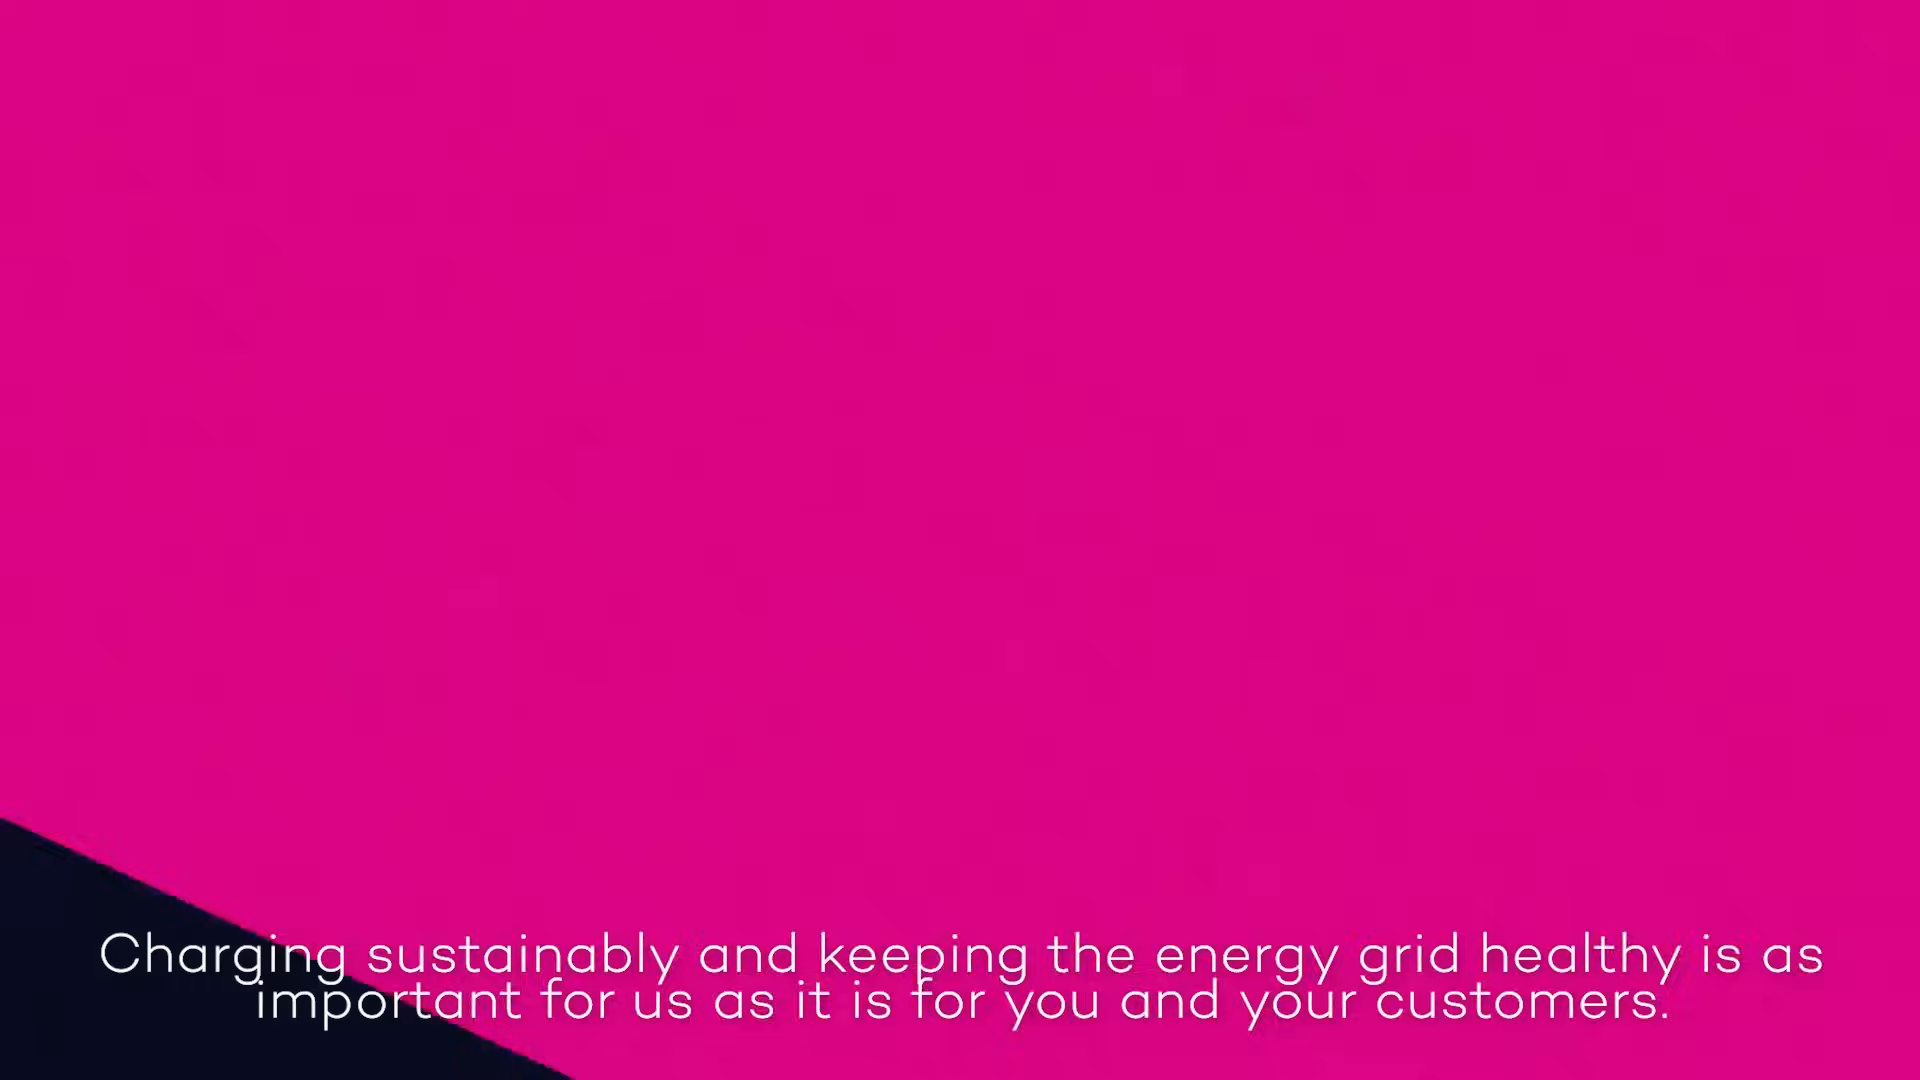 Charging sustainably and keeping the energy grid healthy is as
important for us as it is for you and your customers.